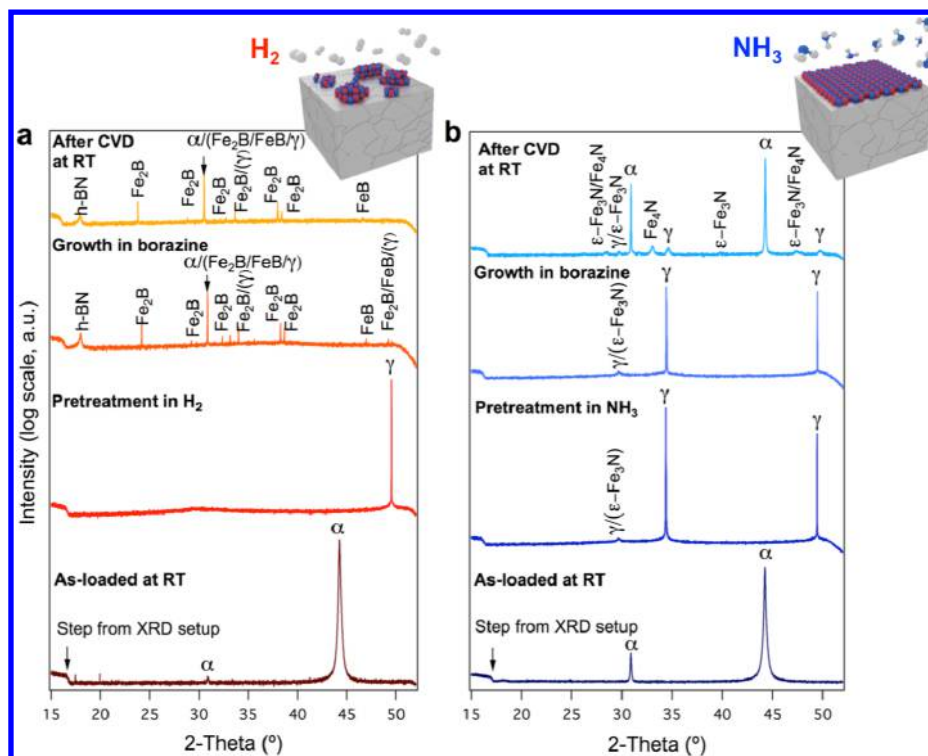 H2
NH3
a
After CVD
at RT
h-BN
Fe2B
α/(Fe2B/FeB/γ)
Fe2B
Fe2B
Fe2B/(γ)
Fe2B
Fe2B
FeB
Growth in borazine
h-BN
Fe2B
α/(Fe2B/FeB/γ)
Fe2B
Fe2B
Fe2B/(γ)
Fe2B
Fe2B
FeB
Fe2B/FeB/(γ)
Pretreatment in H2
γ
As-loaded at RT
Step from XRD setup
α
α
15 20 25 30 35 40 45 50
2-Theta (º)
Intensity (log scale, a.u.)
b
After CVD
at RT
ε-Fe3N/Fe4N
γ/ε-Fe3N
α
Fe4N
γ
ε-Fe3N
α
ε-Fe3N/Fe4N
γ
Growth in borazine
γ/(ε-Fe3N)
γ
γ
Pretreatment in NH3
γ/(ε-Fe3N)
γ
γ
As-loaded at RT
Step from XRD setup
α
α
15 20 25 30 35 40 45 50
2-Theta (º)